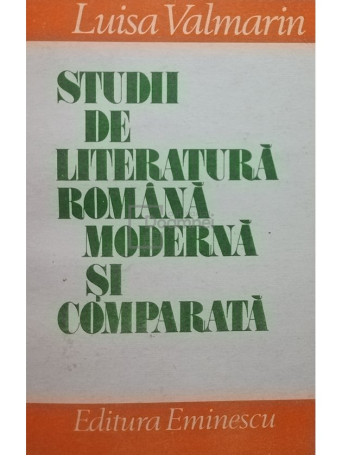 Luisa Valmarin
STUDII
DE
LITERATURĂ
ROMÂNĂ
MODERNĂ
ȘI
COMPARATĂ
Editura Eminescu